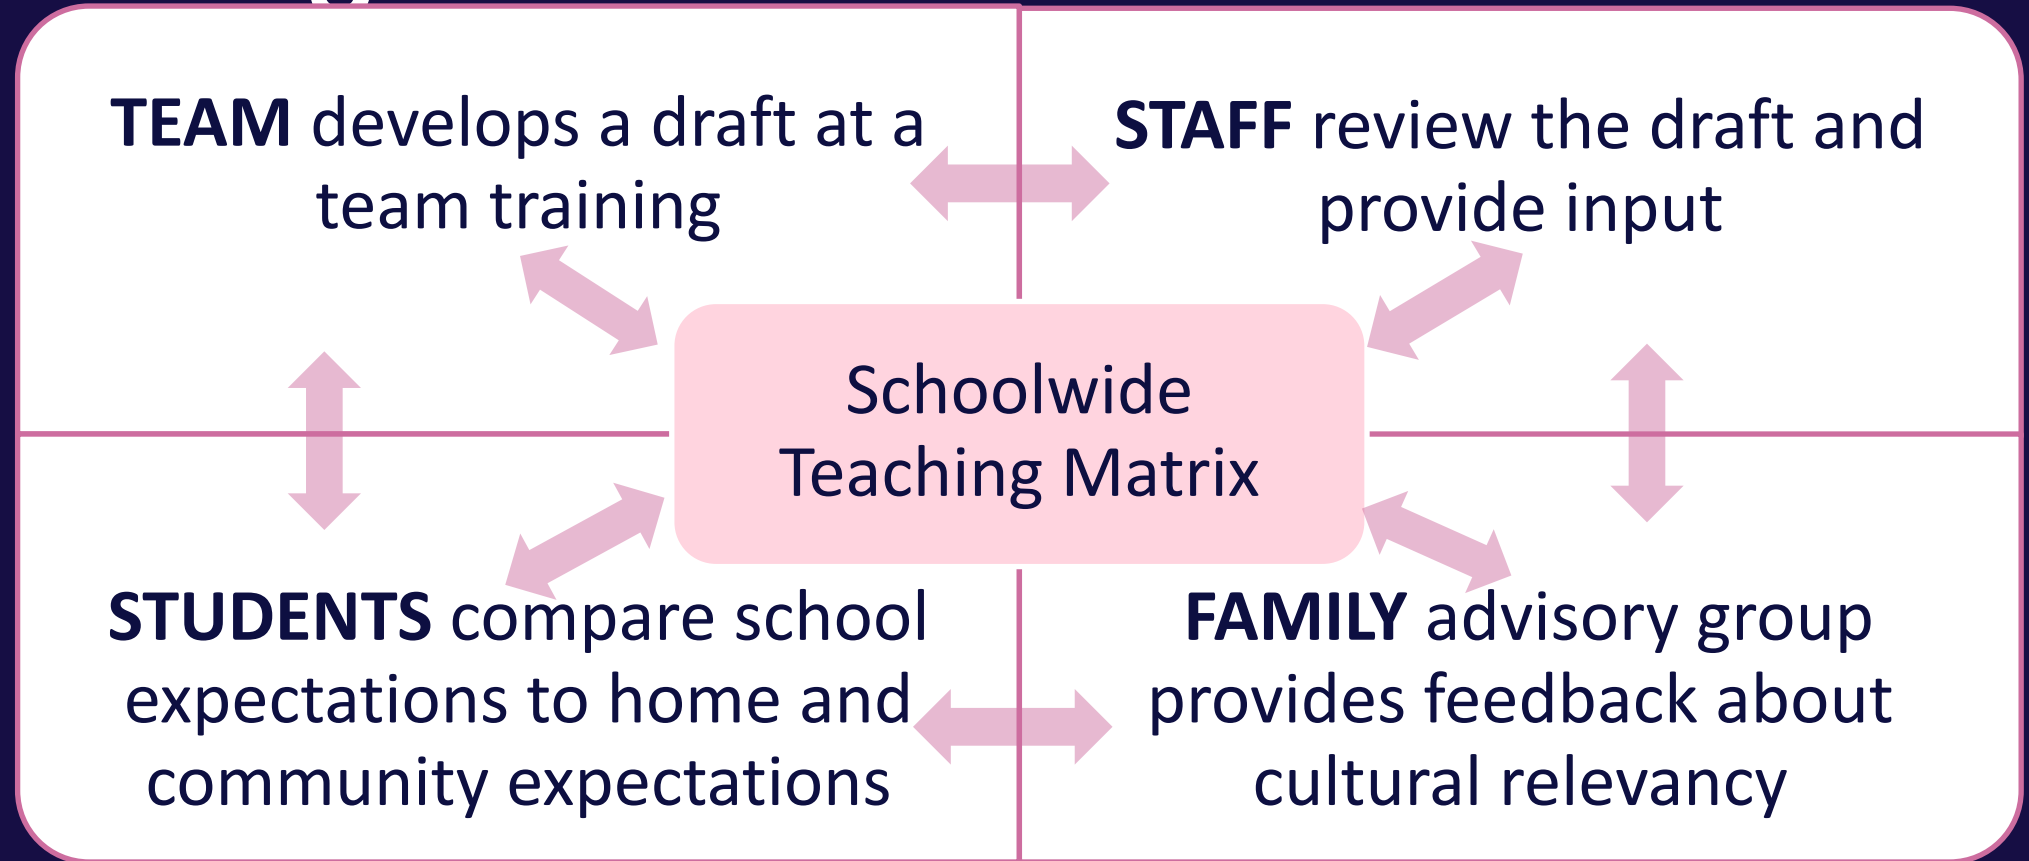 TEAM develops a draft at a
team training
STAFF review the draft and
provide input
Schoolwide
Teaching Matrix
STUDENTS compare school
expectations to home and
community expectations
FAMILY advisory group
provides feedback about
cultural relevancy